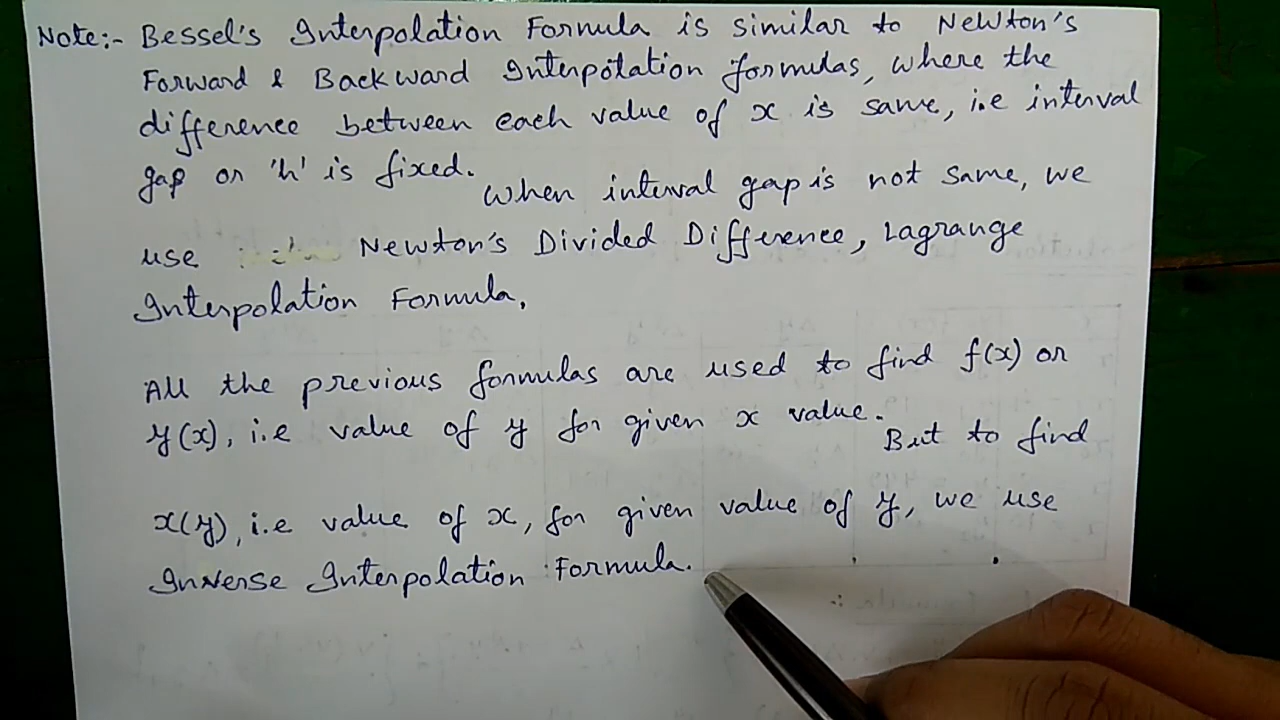 Note:- Bessel's Interpolation Formula is similar to Newton's
Forward & Backward Interpolation formulas, where the
difference between each value of x is same, i.e interval
gap or 'h' is fixed. When interval gap is not same, we
use Newton's Divided Difference, Lagrange
Interpolation Formula,
All the previous formulas are used to find f(x) or
y(x), i.e value of y for given x value. But to find
x(y), i.e value of x, for given value of y, we use
Inverse Interpolation Formula.